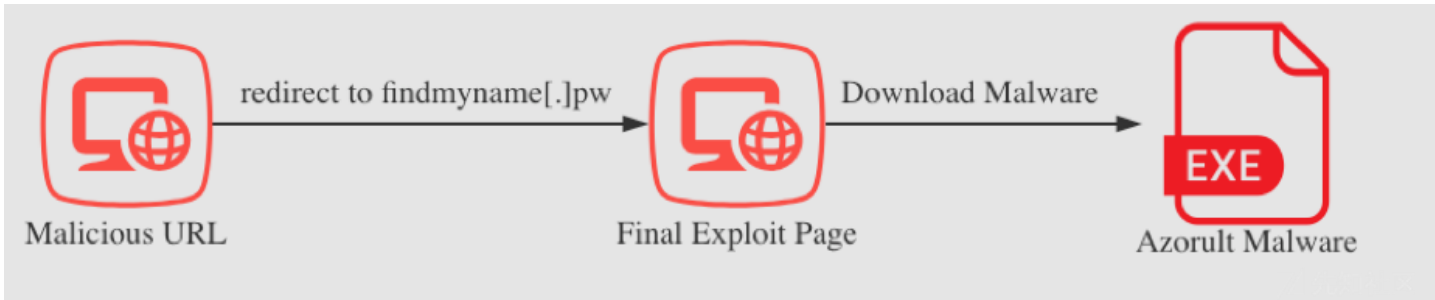 redirect to findmyname[.]pw
Download Malware
EXE
Malicious URL
Final Exploit Page
Azorult Malware